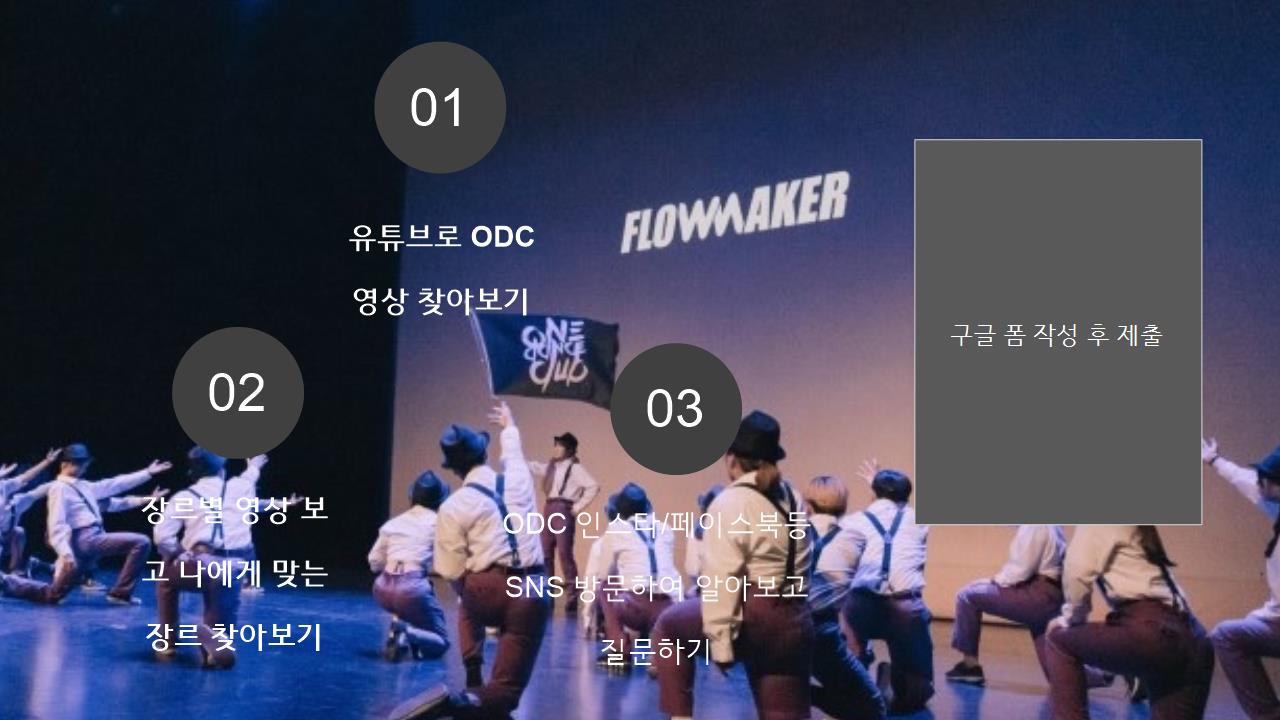 01
유튜브로 ODC
영상 찾아보기
FLOWMAKER
ONE
DANCE
club
02
장르별 영상 보
고 나에게 맞는
장르 찾아보기
03
ODC 인스타/페이스북등
SNS 방문하여 알아보고
질문하기
구글 폼 작성 후 제출